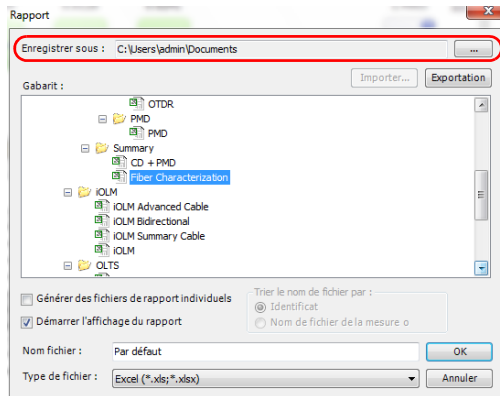 Rapport
Enregistrer sous : C:\Users\admin\Documents ...
Importer... Exportation
Gabarit :
OTDR
PMD
PMD
Summary
CD + PMD
Fiber Characterization
iOLM
iOLM Advanced Cable
iOLM Bidirectional
iOLM Summary Cable
iOLM
OLTS
Générer des fichiers de rapport individuels
Démarrer l'affichage du rapport
Trier le nom de fichier par :
Identificat
Nom de fichier de la mesure o
Nom fichier : Par défaut OK
Type de fichier : Excel (*.xls;*.xlsx) Annuler